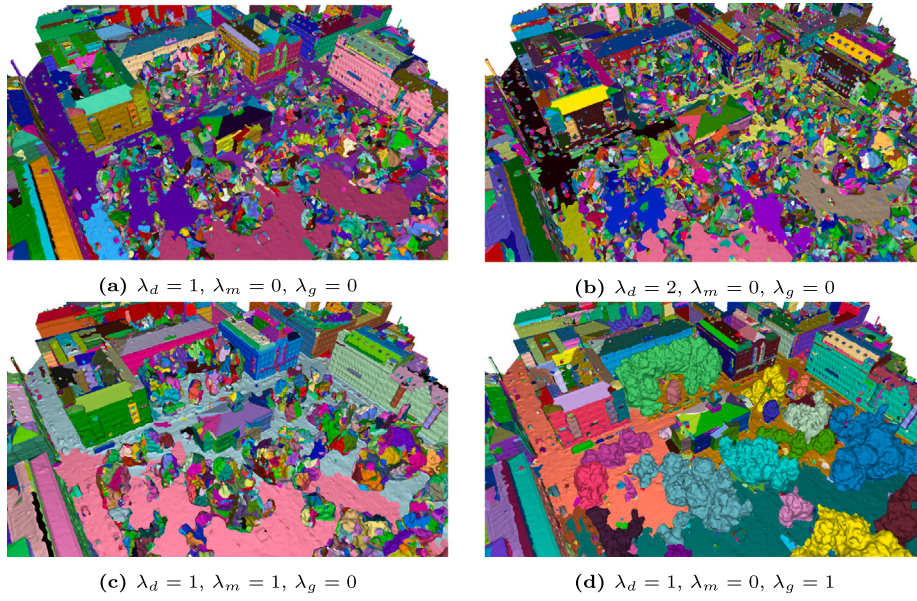 (a) λd = 1, λm = 0, λg = 0
(b) λd = 2, λm = 0, λg = 0
(c) λd = 1, λm = 1, λg = 0
(d) λd = 1, λm = 0, λg = 1